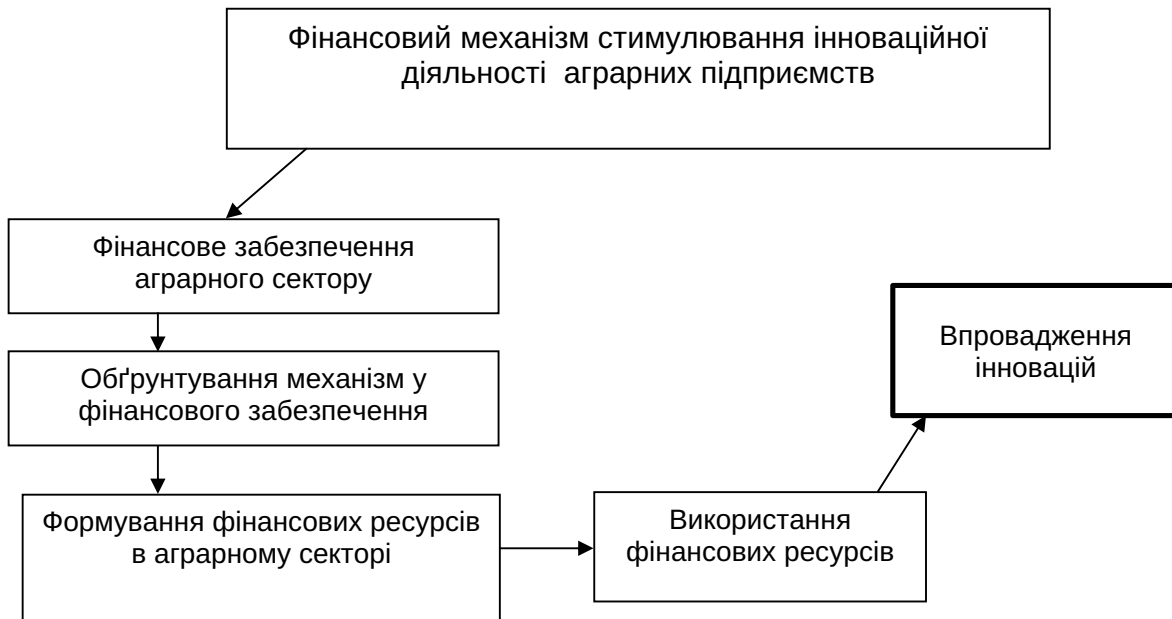 Фінансовий механізм стимулювання інноваційної
діяльності аграрних підприємств
Фінансове забезпечення
аграрного сектору
Обґрунтування механізм у
фінансового забезпечення
Формування фінансових ресурсів
в аграрному секторі
Використання
фінансових ресурсів
Впровадження
інновацій